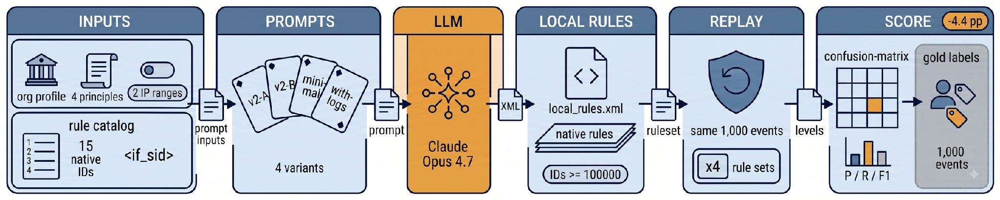 INPUTS
org profile
4 principles
2 IP ranges
rule catalog
1
2
3
4
15
native
IDs
<if_sid>
prompt
inputs
PROMPTS
v2-A
v2-B
mini-
mal
with-
logs
4 variants
prompt
LLM
Claude
Opus 4.7
XML
LOCAL RULES
local_rules.xml
native rules
IDs >= 100000
ruleset
REPLAY
same 1,000 events
x4
rule sets
levels
SCORE
-4.4 pp
confusion-matrix
P / R / F1
gold labels
1,000
events